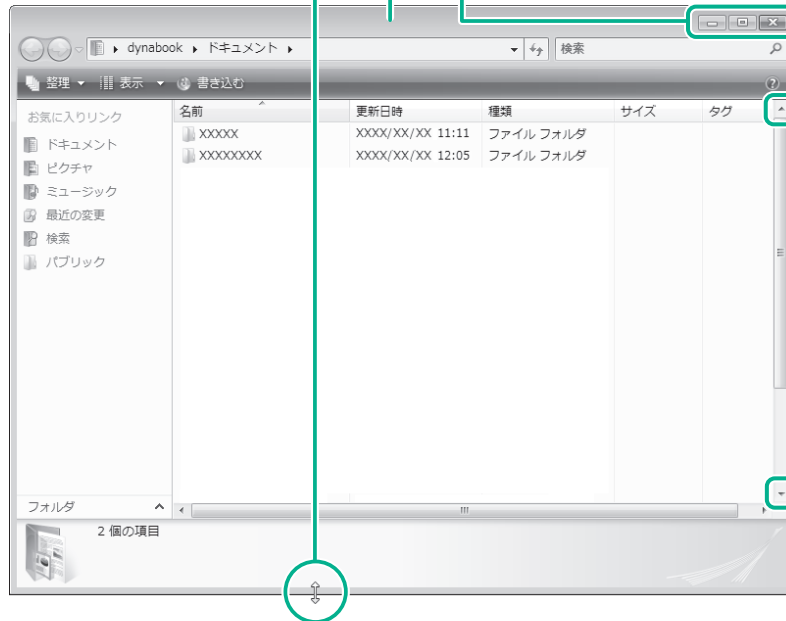 dynabook ドキュメント
検索
整理 表示 書き込む
お気に入りリンク
ドキュメント
ピクチャ
ミュージック
最近の変更
検索
パブリック
フォルダ
名前 更新日時 種類 サイズ タグ
XXXXX XXXX/XX/XX 11:11 ファイル フォルダ
XXXXXXXX XXXX/XX/XX 12:05 ファイル フォルダ
2 個の項目